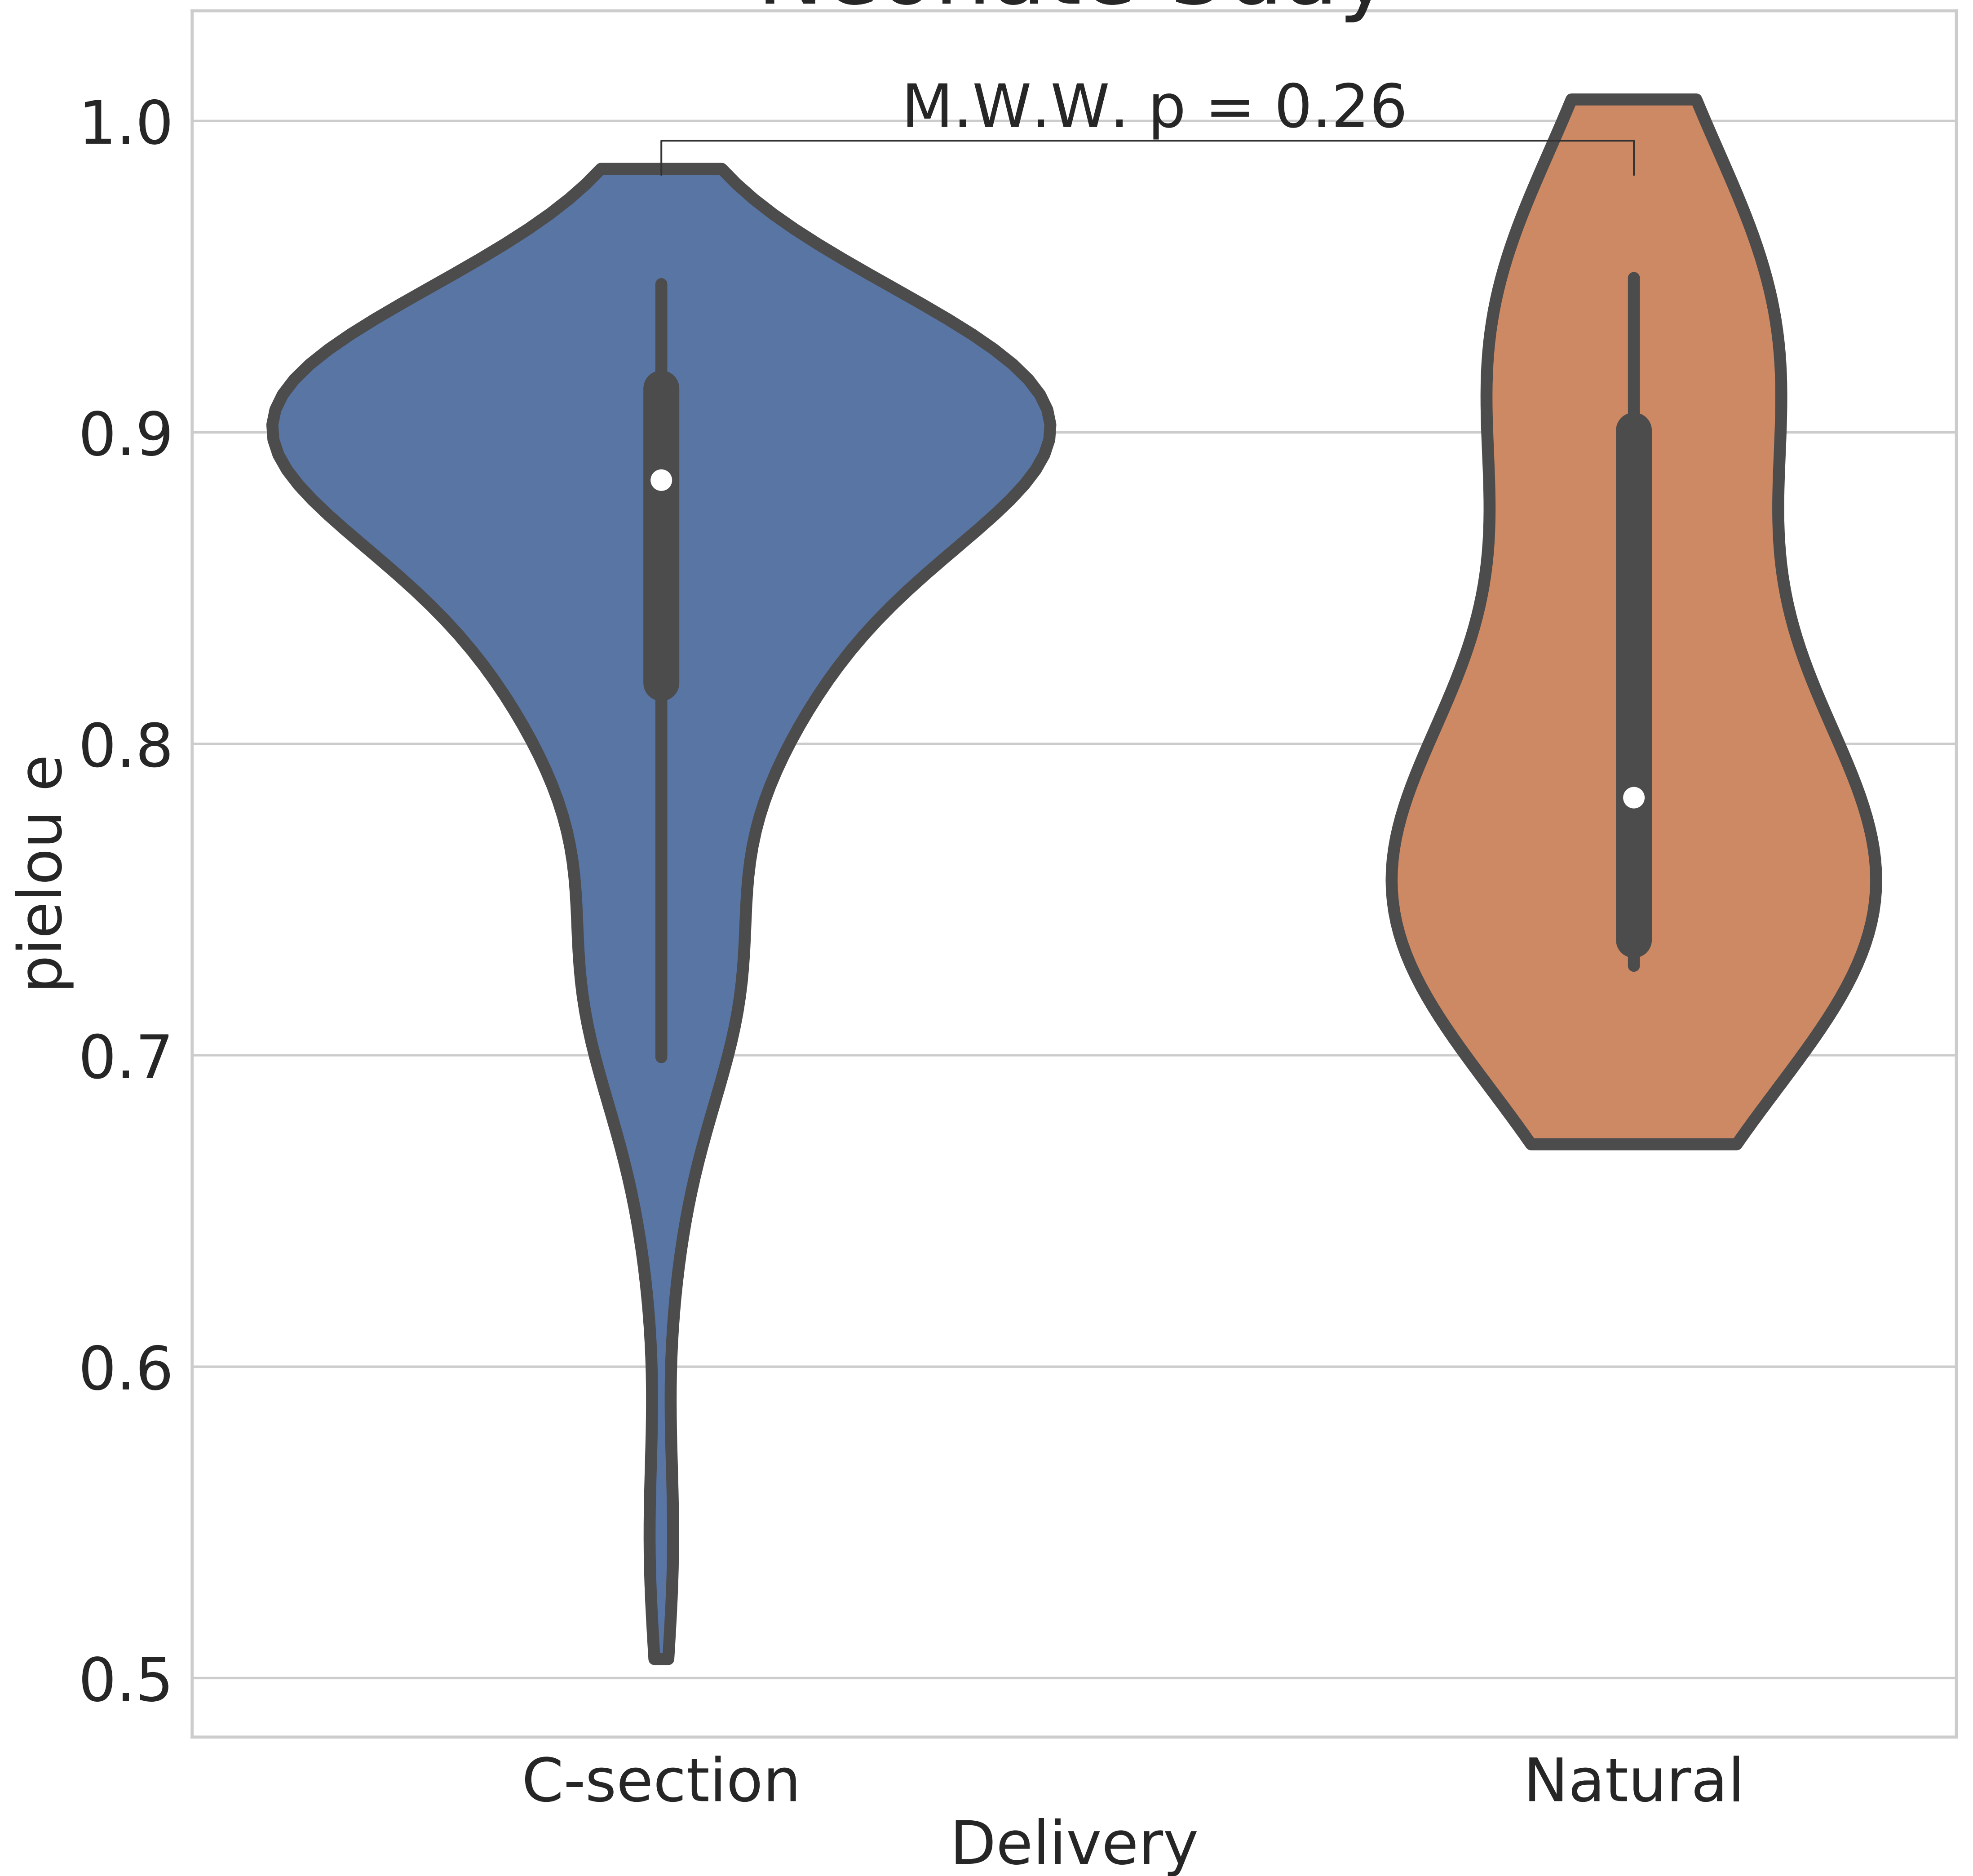 M.W.W. p = 0.26
1.0
0.9
0.8
0.7
0.6
0.5
pielou e
C-section
Natural
Delivery